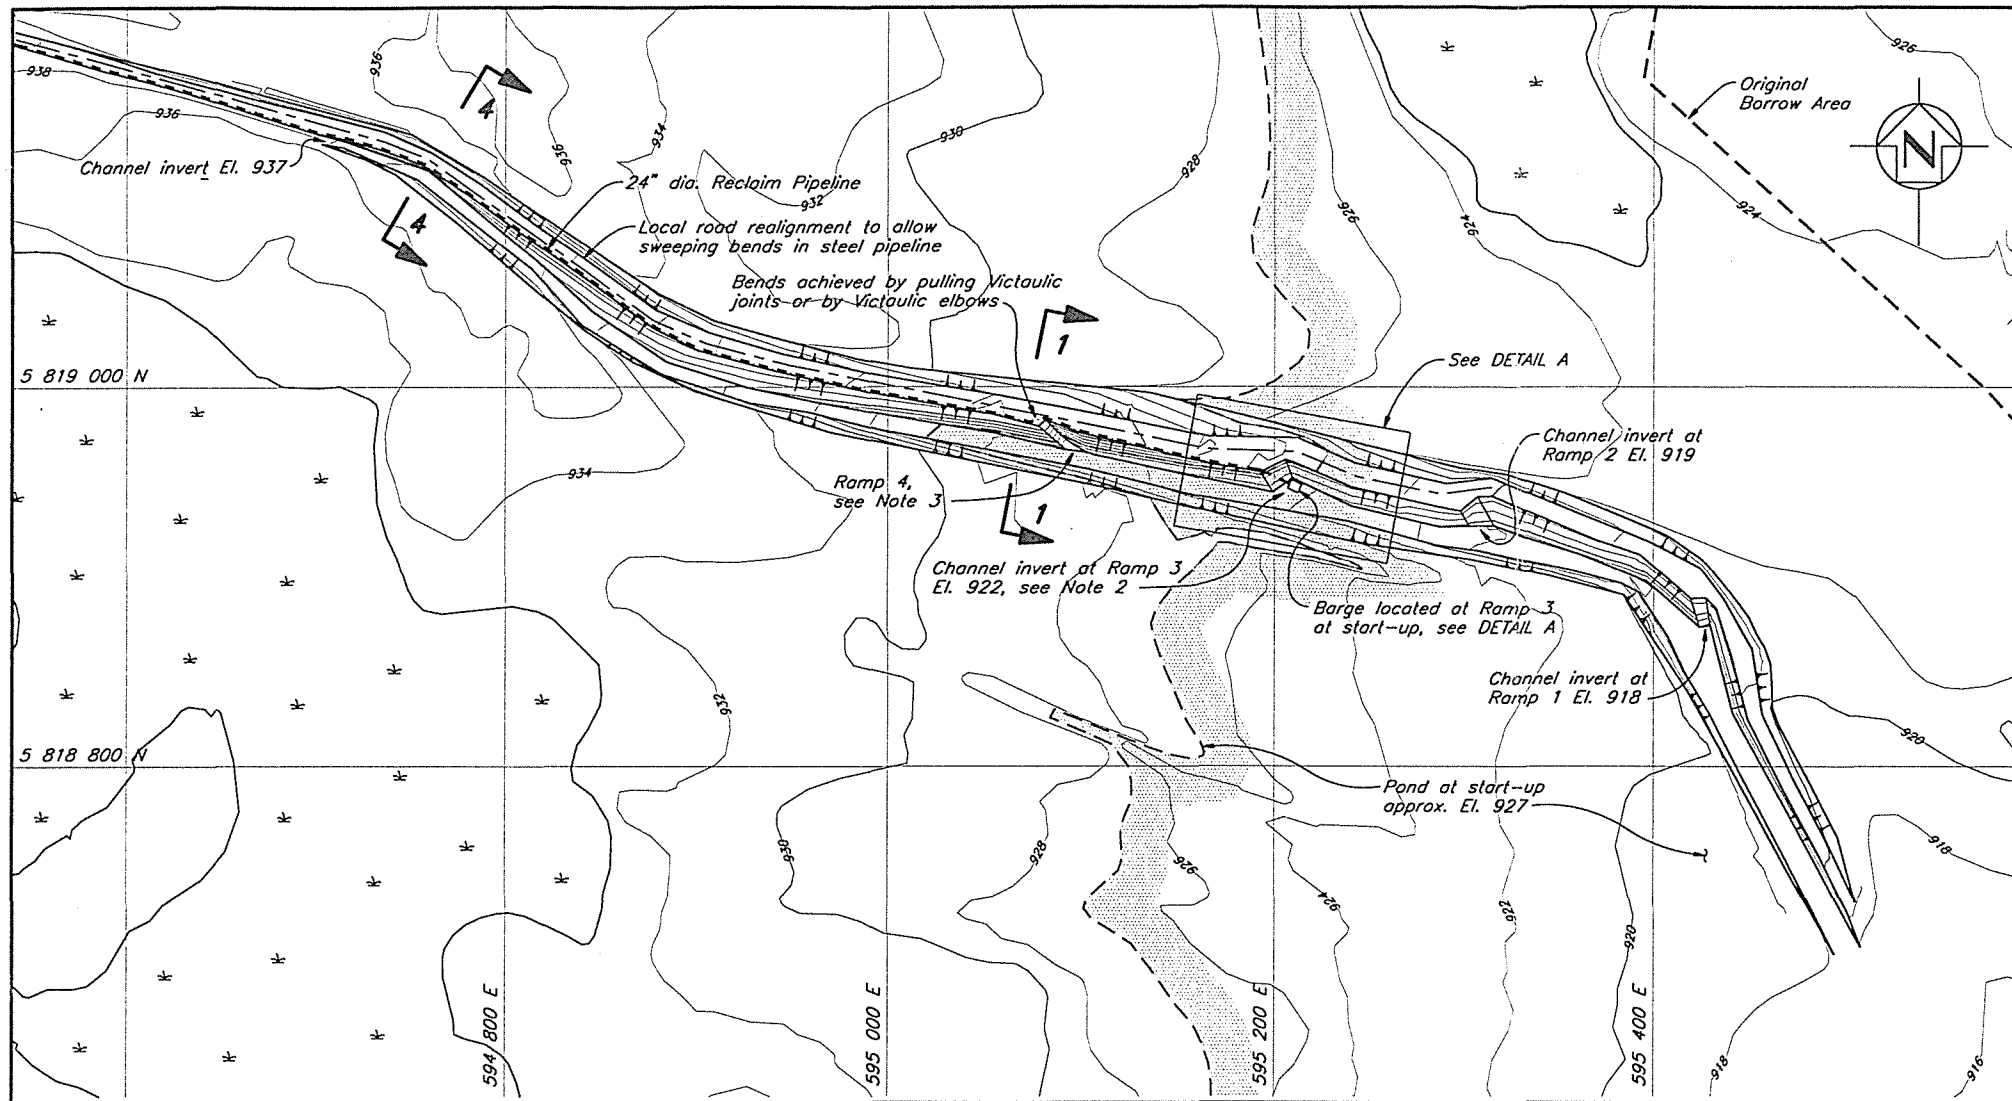 926
Original
Borrow Area
N
938
936
936
4
936
934
930
928
926
924
924
Channel invert El. 937
24" dia. Reclaim Pipeline
932
4
Local road realignment to allow
sweeping bends in steel pipeline
Bends achieved by pulling Victaulic
joints or by Victaulic elbows
1
See DETAIL A
5 819 000 N
Channel invert at
Ramp 2 El. 919
934
Ramp 4,
see Note 3
1
Channel invert at Ramp 3
El. 922, see Note 2
Barge located at Ramp 3
at start-up, see DETAIL A
Channel invert at
Ramp 1 El. 918
932
920
5 818 800 N
Pond at start-up
approx. El. 927
930
928
926
924
922
920
918
594 800 E
595 000 E
595 200 E
595 400 E
918
916